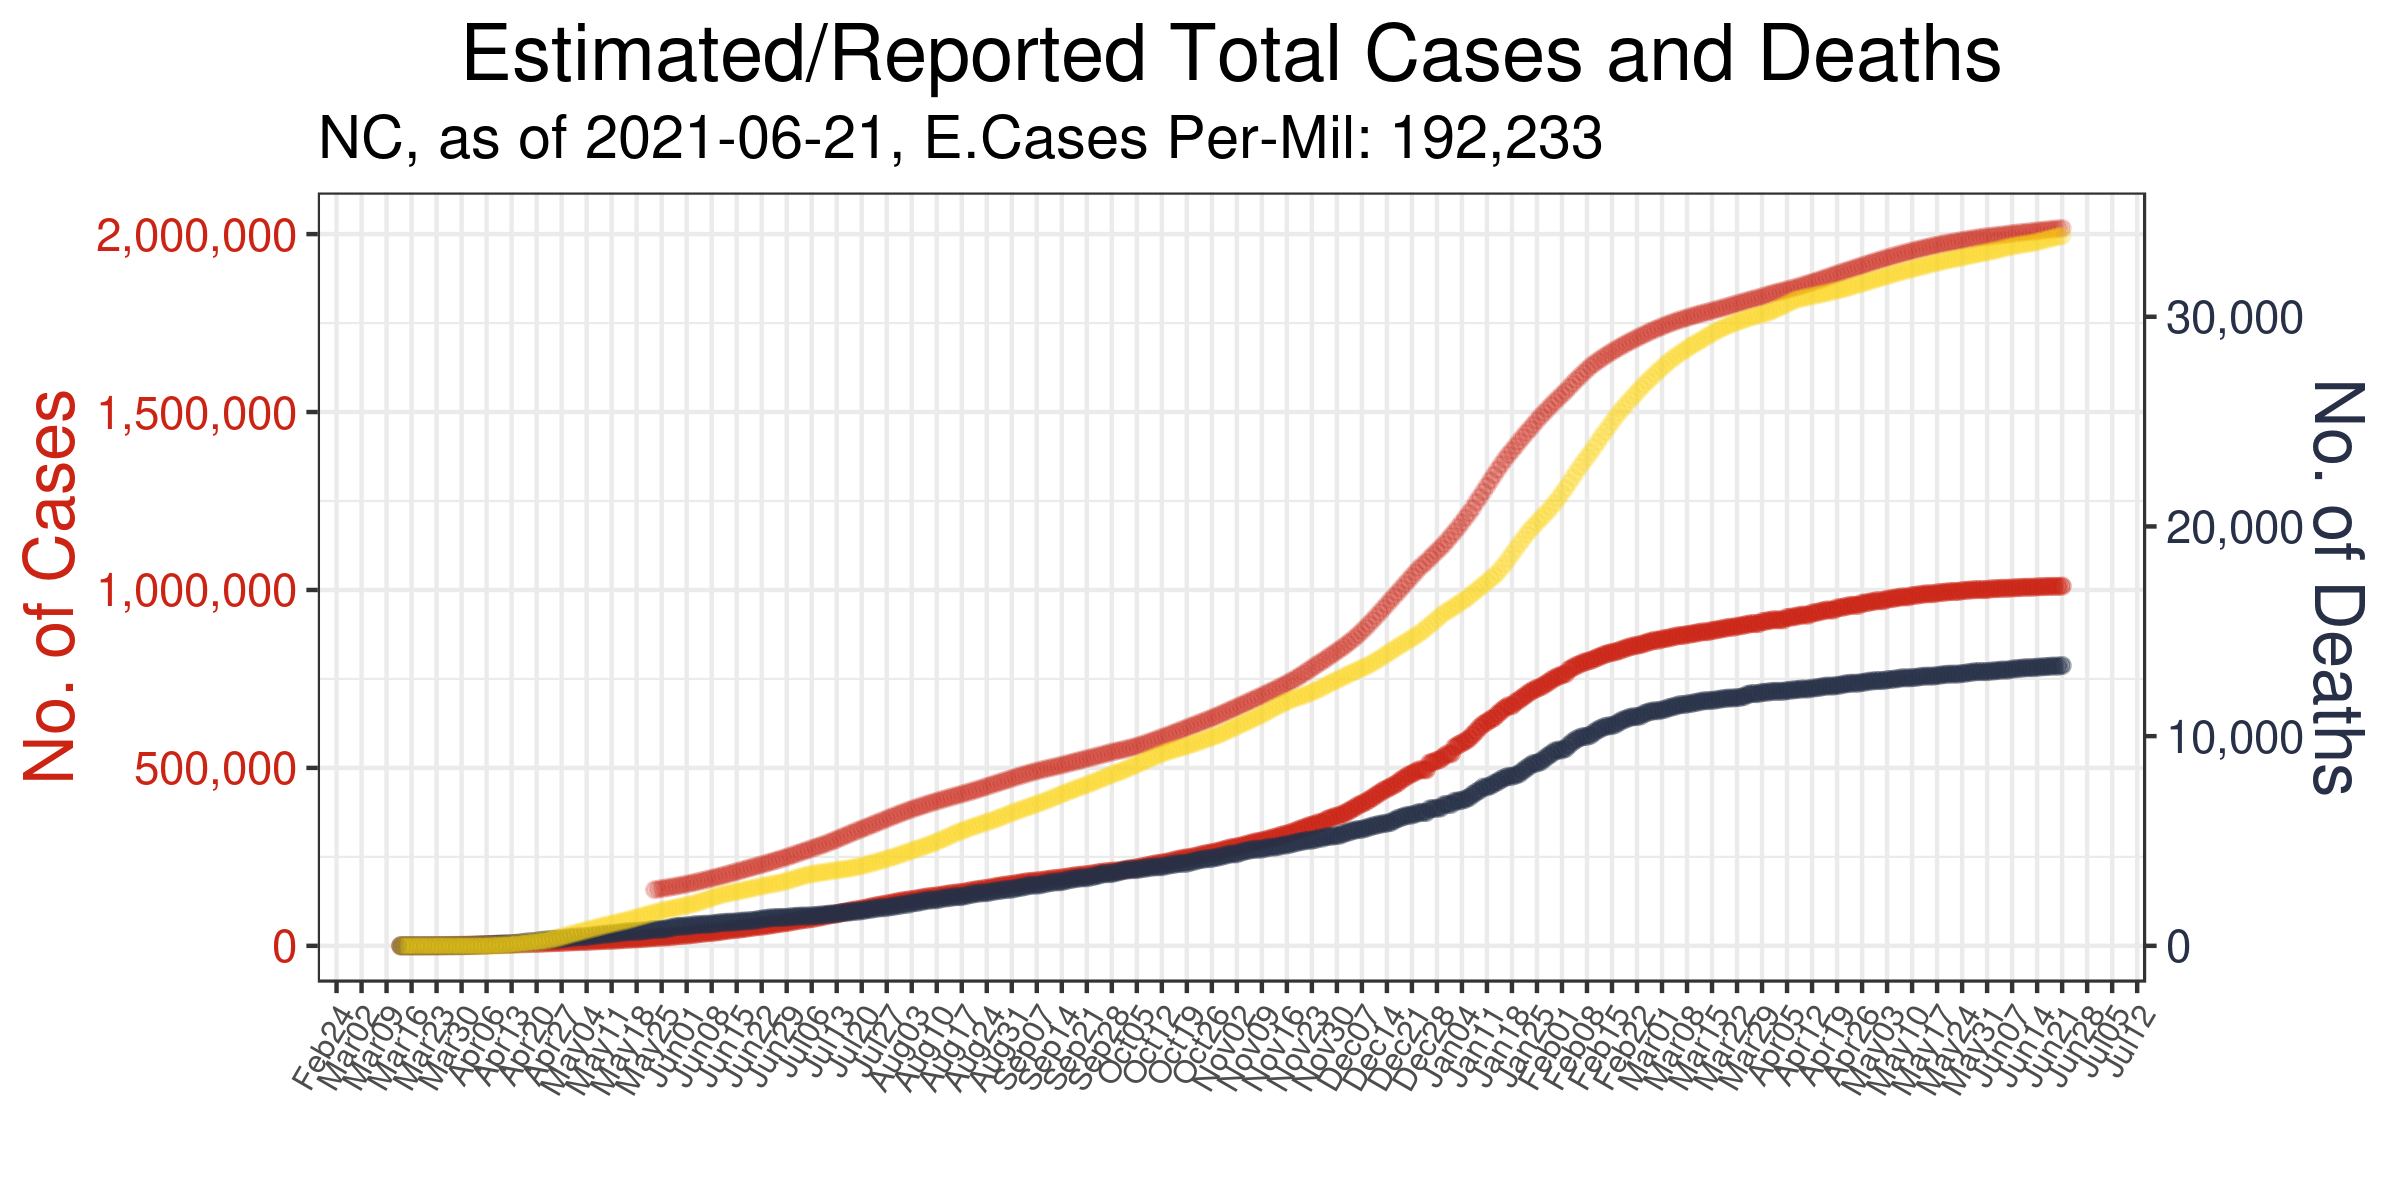 Estimated/Reported Total Cases and Deaths
NC, as of 2021-06-21, E.Cases Per-Mil: 192,233
No. of Cases
2,000,000
1,500,000
1,000,000
500,000
0
30,000
20,000
10,000
0
No. of Deaths
Feb24
Mar02
Mar09
Mar16
Mar23
Mar30
Apr06
Apr13
Apr20
Apr27
May04
May11
May18
May25
Jun01
Jun08
Jun15
Jun22
Jun29
Jul06
Jul13
Jul20
Jul27
Aug03
Aug10
Aug17
Aug24
Aug31
Sep07
Sep14
Sep21
Sep28
Oct05
Oct12
Oct19
Oct26
Nov02
Nov09
Nov16
Nov23
Nov30
Dec07
Dec14
Dec21
Dec28
Jan04
Jan11
Jan18
Jan25
Feb01
Feb08
Feb15
Feb22
Mar01
Mar08
Mar15
Mar22
Mar29
Apr05
Apr12
Apr19
Apr26
May03
May10
May17
May24
May31
Jun07
Jun14
Jun21
Jun28
Jul05
Jul12